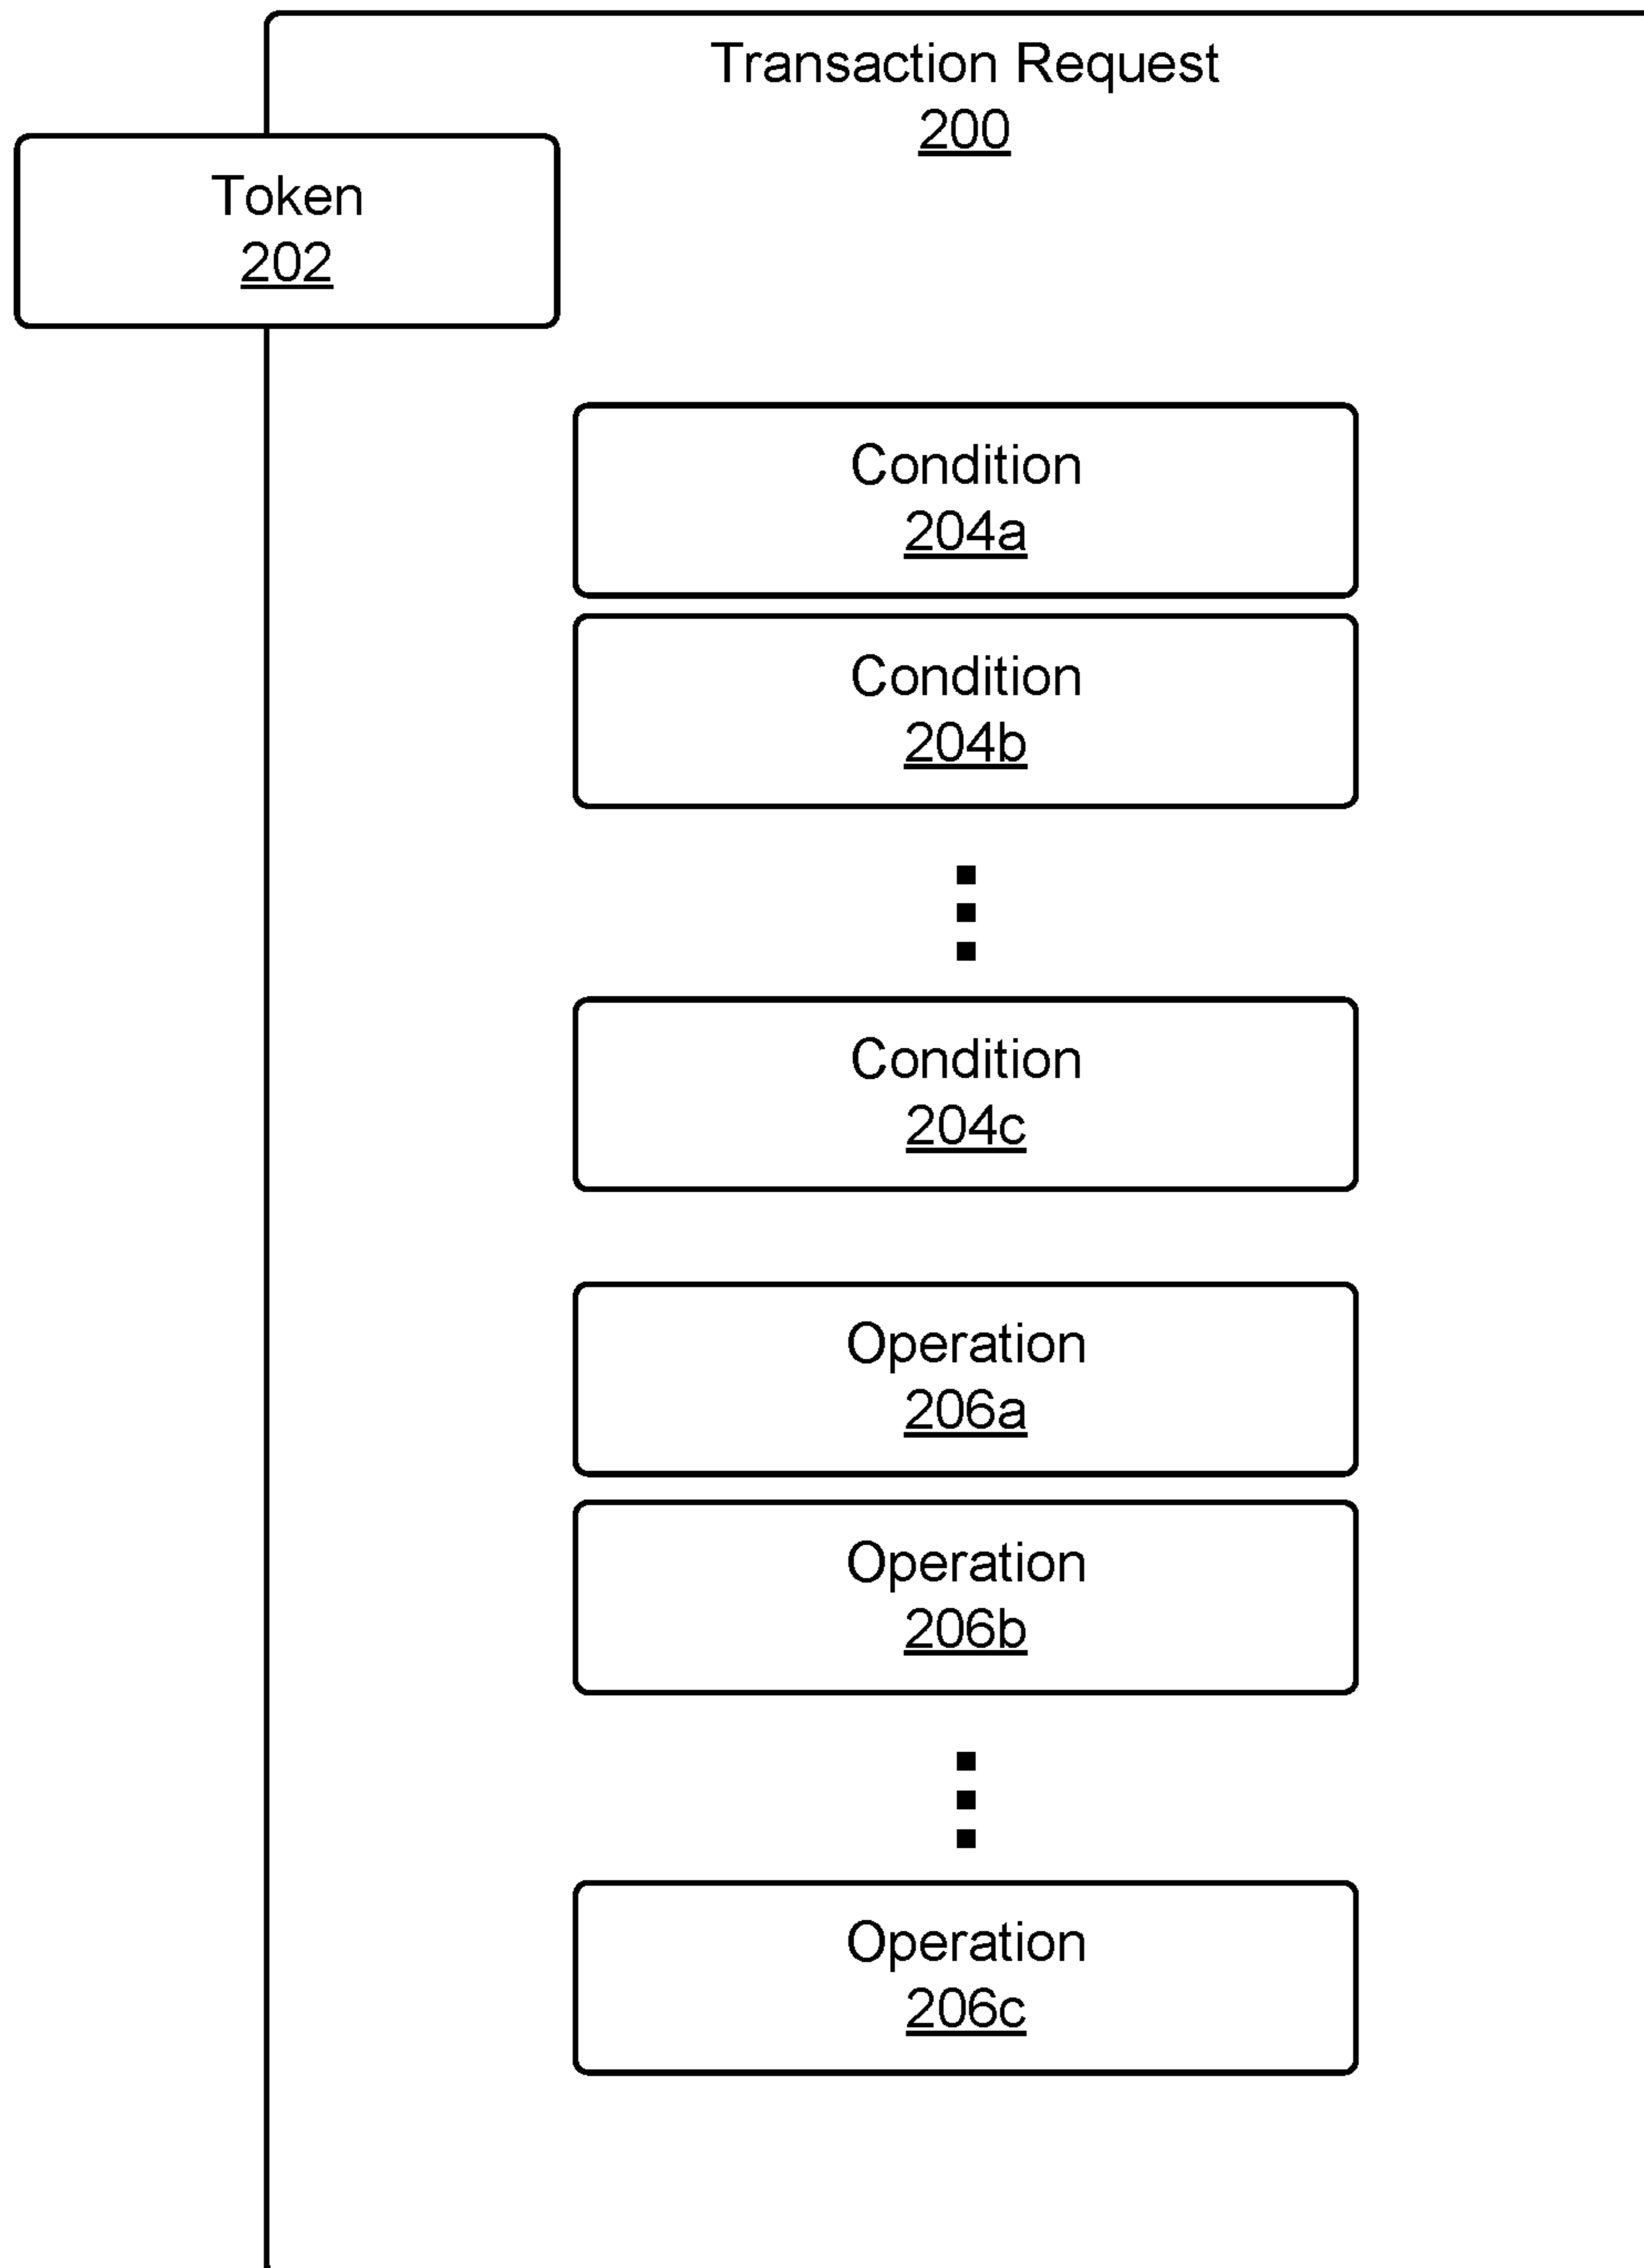 Transaction Request
200
Token
202
Condition
204a
Condition
204b
Condition
204c
Operation
206a
Operation
206b
Operation
206c